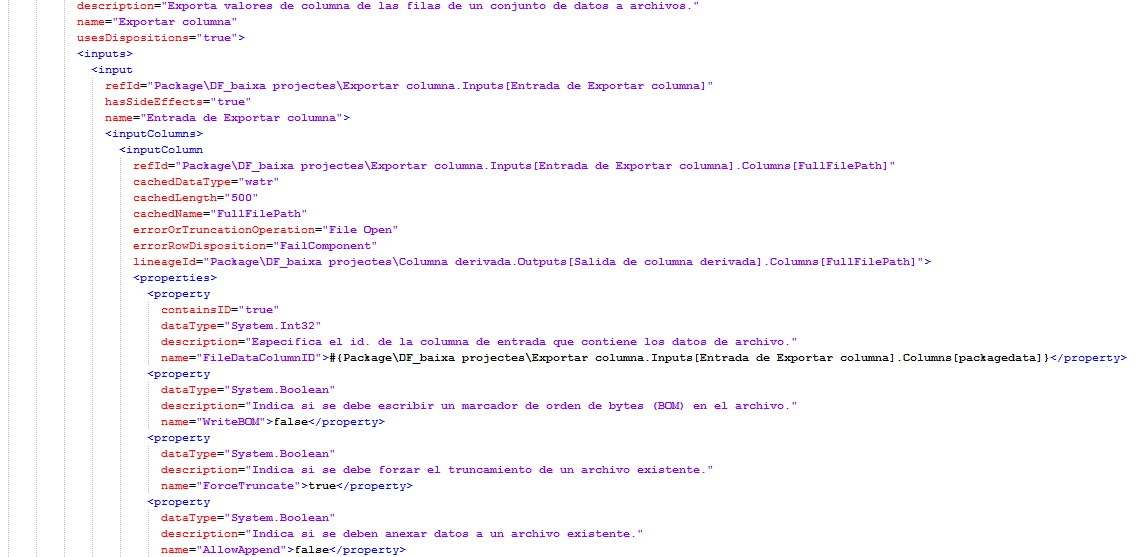 description="Exporta valores de columna de las filas de un conjunto de datos a archivos."
name="Exportar columna"
usesDispositions="true">
<inputs>
<input
refId="Package\DF_baixa projectes\Exportar columna.Inputs[Entrada de Exportar columna]"
hasSideEffects="true"
name="Entrada de Exportar columna">
<inputColumns>
<inputColumn
refId="Package\DF_baixa projectes\Exportar columna.Inputs[Entrada de Exportar columna].Columns[FullFilePath]"
cachedDataType="wstr"
cachedLength="500"
cachedName="FullFilePath"
errorOrTruncationOperation="File Open"
errorRowDisposition="FailComponent"
lineageId="Package\DF_baixa projectes\Columna derivada.Outputs[Salida de columna derivada].Columns[FullFilePath]">
<properties>
<property
containsID="true"
dataType="System.Int32"
description="Especifica el id. de la columna de entrada que contiene los datos de archivo."
name="FileDataColumnID">#{Package\DF_baixa projectes\Exportar columna.Inputs[Entrada de Exportar columna].Columns[packagedata]}</property>
<property
dataType="System.Boolean"
description="Indica si se debe escribir un marcador de orden de bytes (BOM) en el archivo."
name="WriteBOM">false</property>
<property
dataType="System.Boolean"
description="Indica si se debe forzar el truncamiento de un archivo existente."
name="ForceTruncate">true</property>
<property
dataType="System.Boolean"
description="Indica si se deben anexar datos a un archivo existente."
name="AllowAppend">false</property>